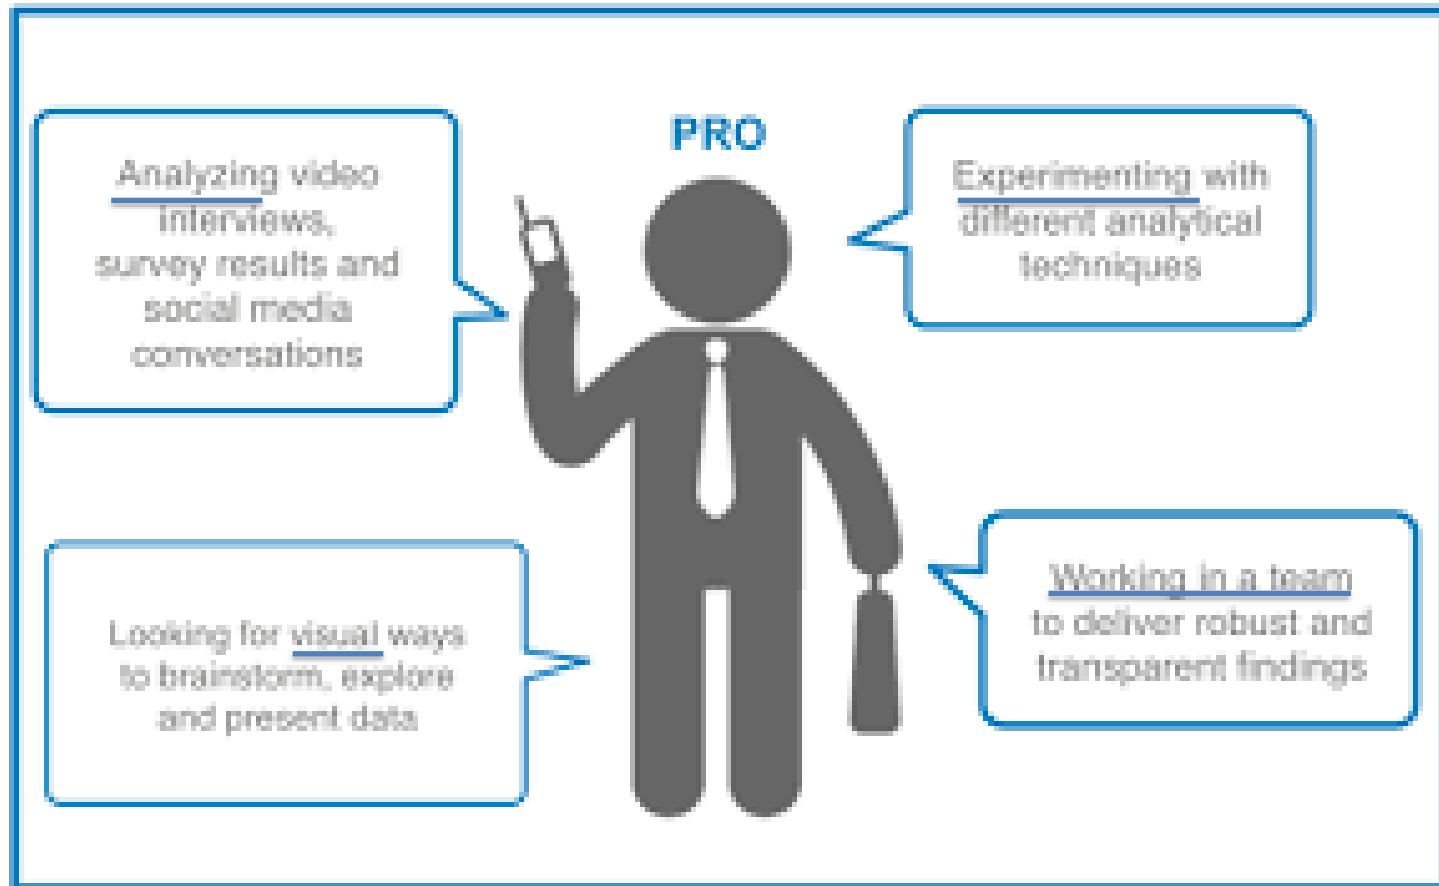 PRO
Analyzing video
interviews,
survey results and
social media
conversations
Experimenting with
different analytical
techniques
Looking for visual ways
to brainstorm, explore
and present data
Working in a team
to deliver robust and
transparent findings